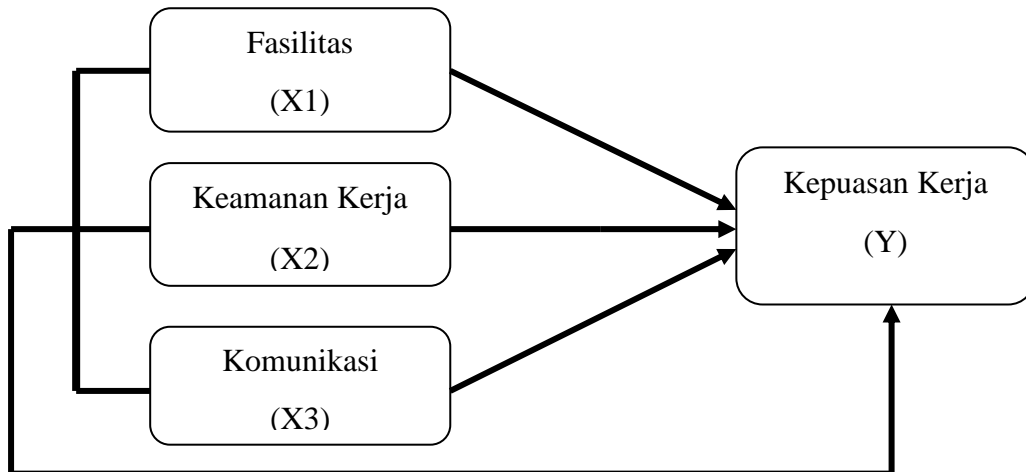 Fasilitas
(X1)
Keamanan Kerja
(X2)
Komunikasi
(X3)
Kepuasan Kerja
(Y)